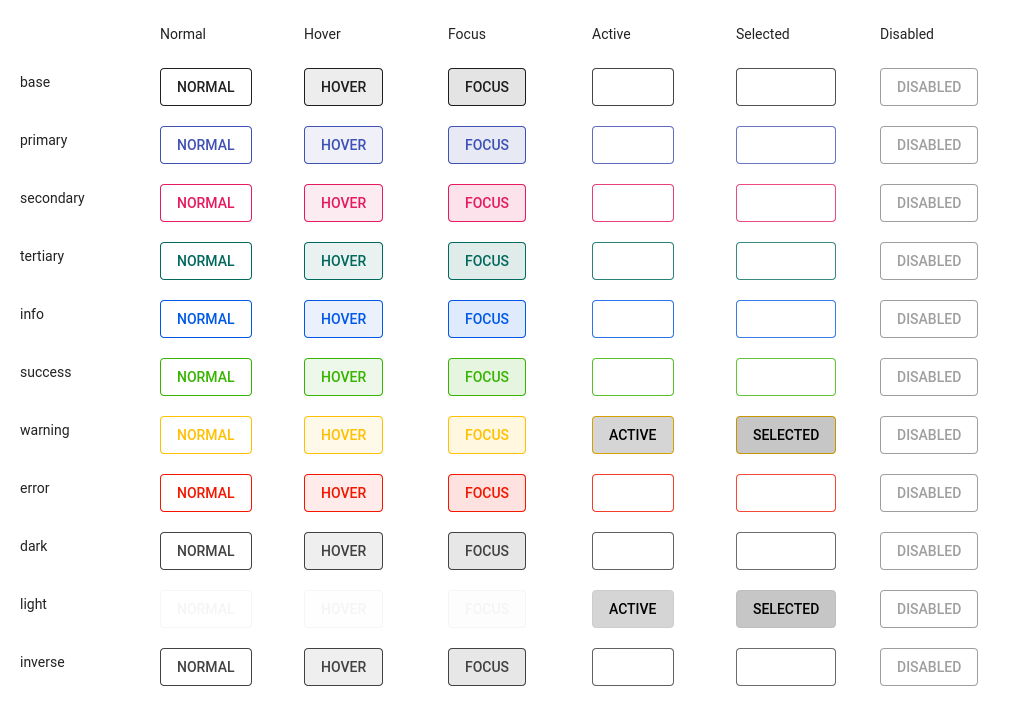 Normal Hover Focus Active Selected Disabled
base NORMAL HOVER FOCUS DISABLED
primary NORMAL HOVER FOCUS DISABLED
secondary NORMAL HOVER FOCUS DISABLED
tertiary NORMAL HOVER FOCUS DISABLED
info NORMAL HOVER FOCUS DISABLED
success NORMAL HOVER FOCUS DISABLED
warning NORMAL HOVER FOCUS ACTIVE SELECTED DISABLED
error NORMAL HOVER FOCUS DISABLED
dark NORMAL HOVER FOCUS DISABLED
light NORMAL HOVER FOCUS ACTIVE SELECTED DISABLED
inverse NORMAL HOVER FOCUS DISABLED